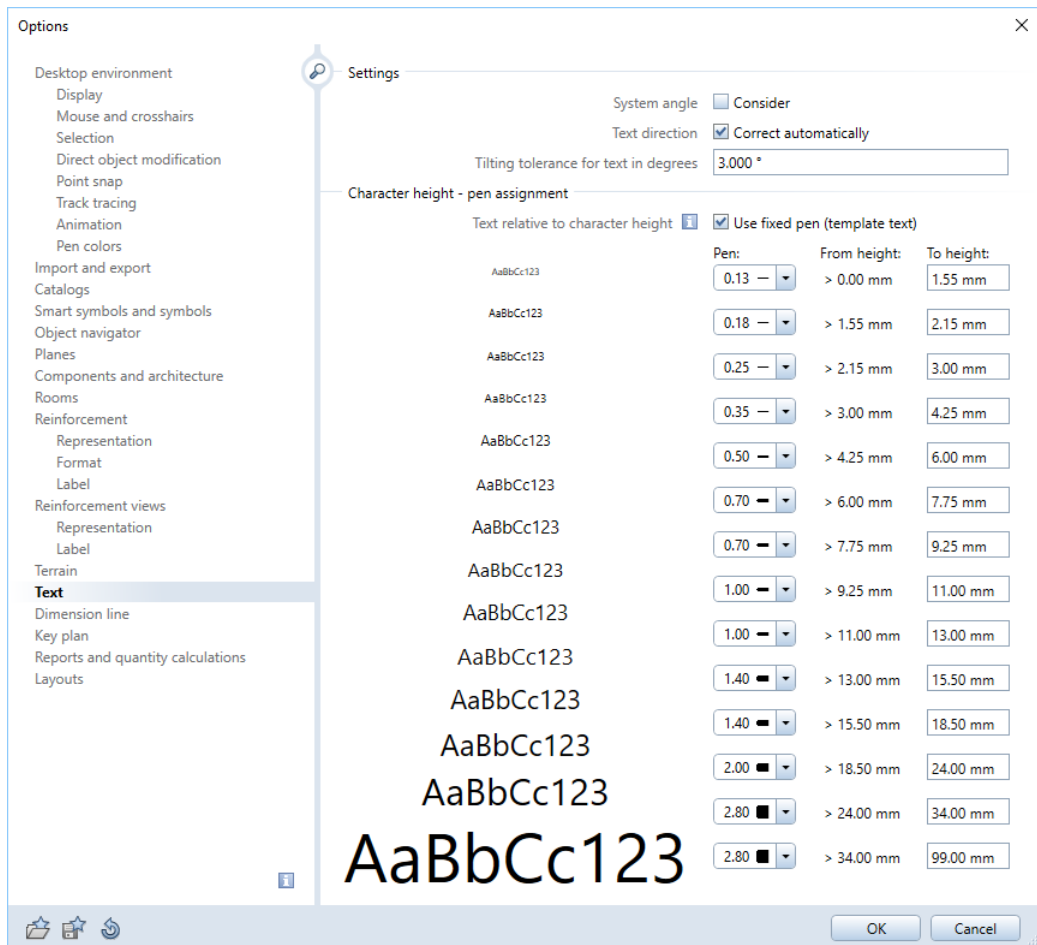 Options
Desktop environment
Display
Mouse and crosshairs
Selection
Direct object modification
Point snap
Track tracing
Animation
Pen colors
Import and export
Catalogs
Smart symbols and symbols
Object navigator
Planes
Components and architecture
Rooms
Reinforcement
Representation
Format
Label
Reinforcement views
Representation
Label
Terrain
Text
Dimension line
Key plan
Reports and quantity calculations
Layouts
Settings
System angle Consider
Text direction Correct automatically
Tilting tolerance for text in degrees 3.000 °
Character height - pen assignment
Text relative to character height Use fixed pen (template text)
Pen: From height: To height:
AaBbCc123 0.13 > 0.00 mm 1.55 mm
AaBbCc123 0.18 > 1.55 mm 2.15 mm
AaBbCc123 0.25 > 2.15 mm 3.00 mm
AaBbCc123 0.35 > 3.00 mm 4.25 mm
AaBbCc123 0.50 > 4.25 mm 6.00 mm
AaBbCc123 0.70 > 6.00 mm 7.75 mm
AaBbCc123 0.70 > 7.75 mm 9.25 mm
AaBbCc123 1.00 > 9.25 mm 11.00 mm
AaBbCc123 1.00 > 11.00 mm 13.00 mm
AaBbCc123 1.40 > 13.00 mm 15.50 mm
AaBbCc123 1.40 > 15.50 mm 18.50 mm
AaBbCc123 2.00 > 18.50 mm 24.00 mm
AaBbCc123 2.80 > 24.00 mm 34.00 mm
AaBbCc123 2.80 > 34.00 mm 99.00 mm
OK Cancel